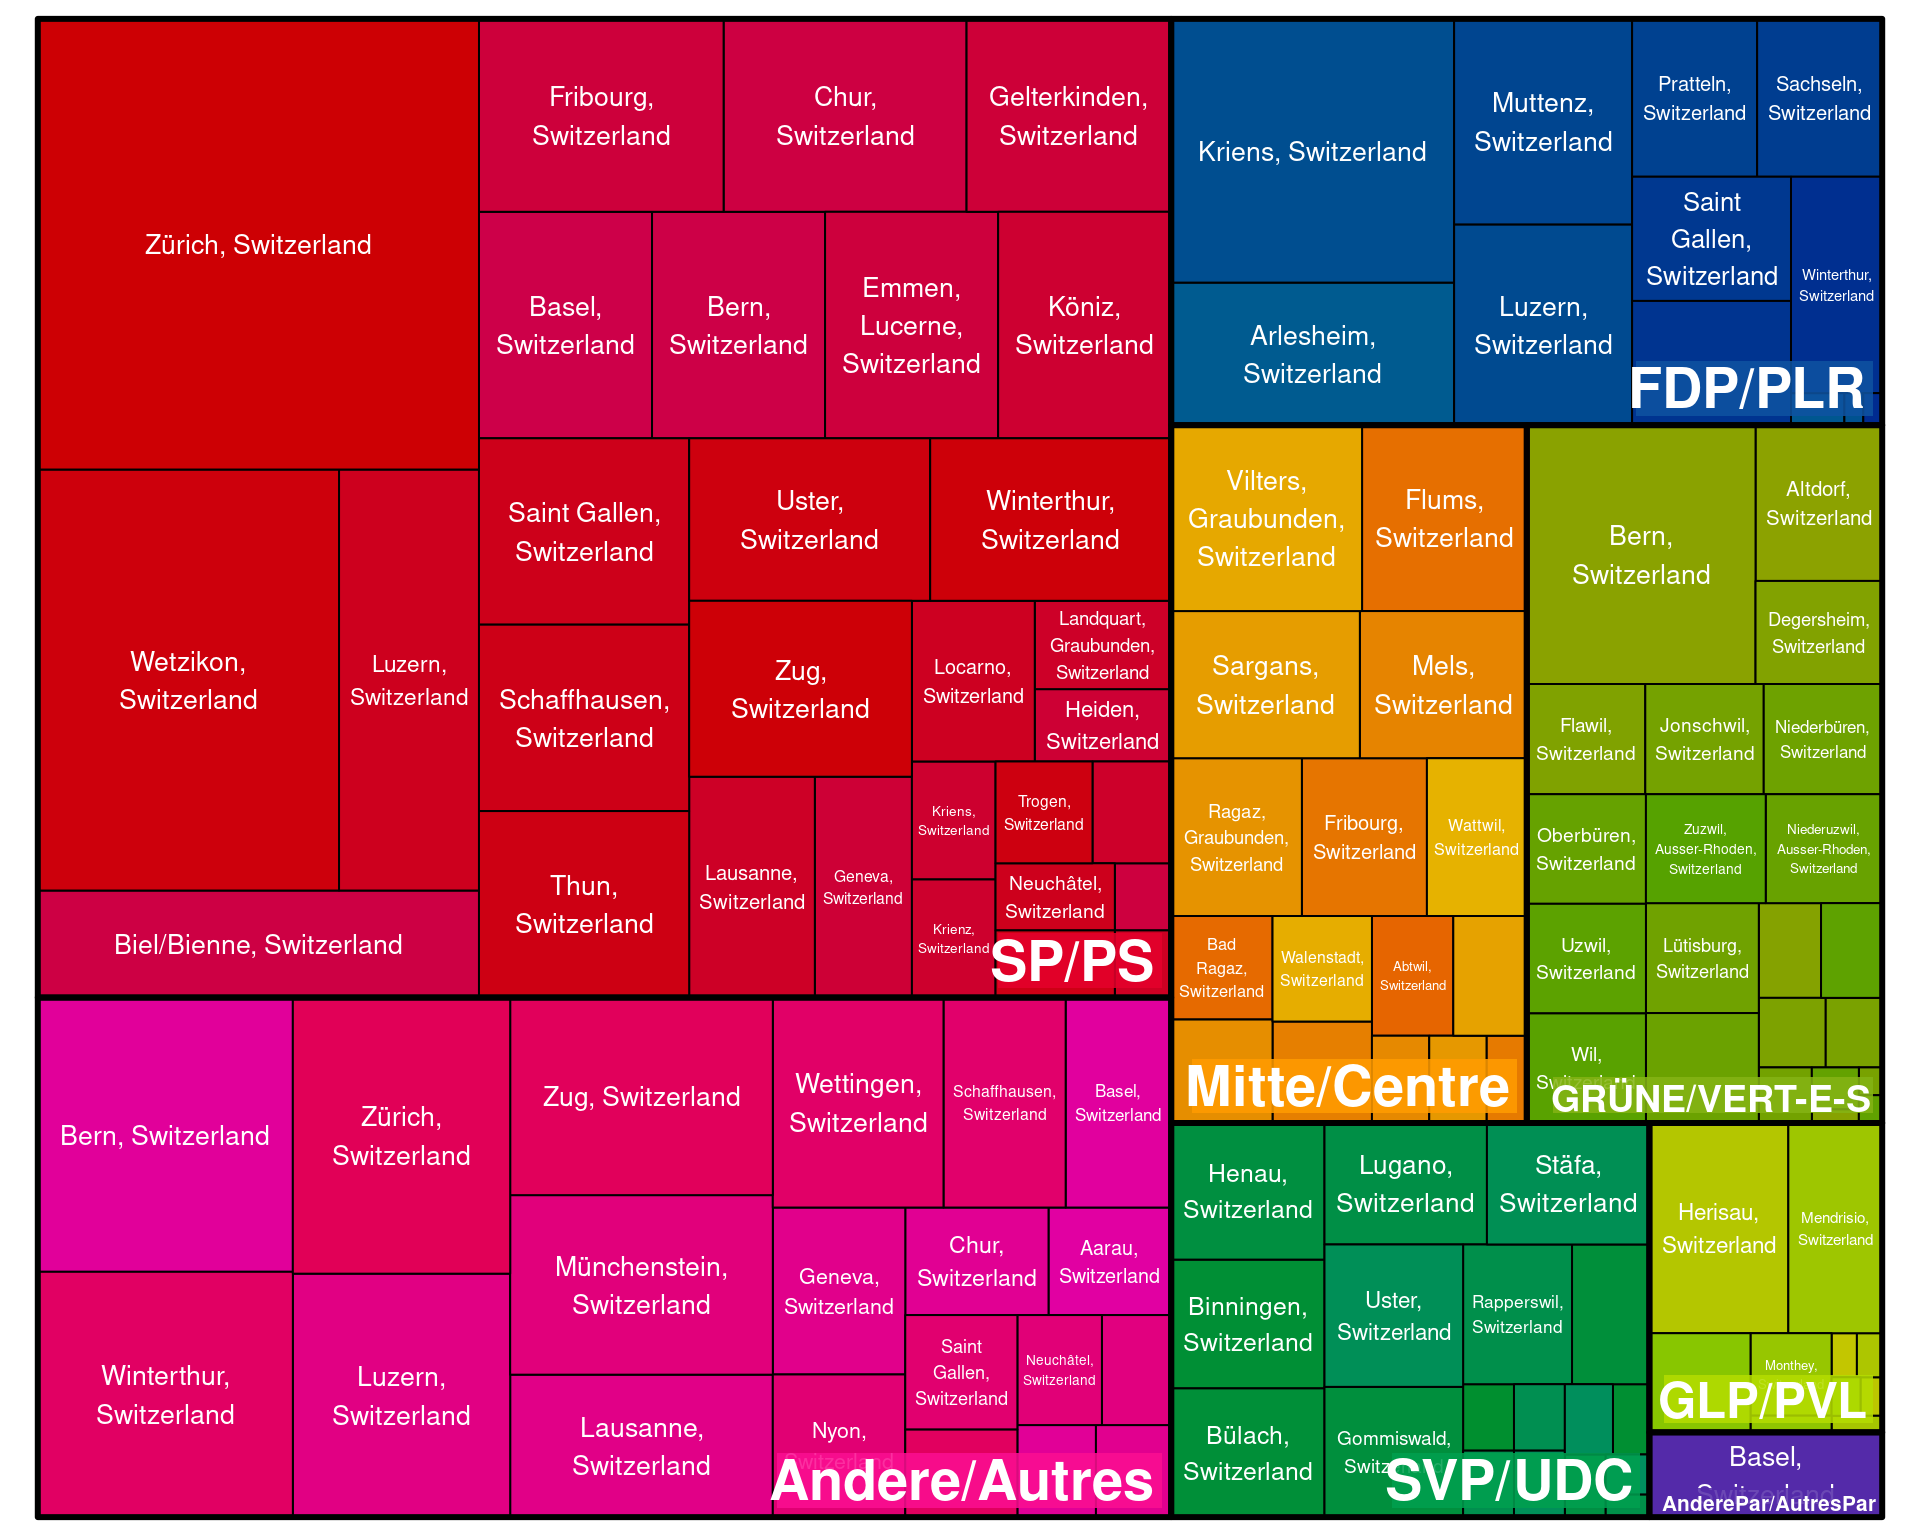 Zürich, Switzerland
Fribourg,
Switzerland
Chur,
Switzerland
Gelterkinden,
Switzerland
Basel,
Switzerland
Bern,
Switzerland
Emmen,
Lucerne,
Switzerland
Köniz,
Switzerland
Wetzikon,
Switzerland
Luzern,
Switzerland
Biel/Bienne, Switzerland
Saint Gallen,
Switzerland
Uster,
Switzerland
Winterthur,
Switzerland
Schaffhausen,
Switzerland
Thun,
Switzerland
Zug,
Switzerland
Locarno,
Switzerland
Landquart,
Graubunden,
Switzerland
Heiden,
Switzerland
Lausanne,
Switzerland
Geneva,
Switzerland
Kriens,
Switzerland
Trogen,
Switzerland
Krienz,
Switzerland
Neuchâtel,
Switzerland
SP/PS
Kriens, Switzerland
Arlesheim,
Switzerland
Muttenz,
Switzerland
Luzern,
Switzerland
Pratteln,
Switzerland
Sachseln,
Switzerland
Saint
Gallen,
Switzerland
Winterthur,
Switzerland
FDP/PLR
Vilters,
Graubunden,
Switzerland
Flums,
Switzerland
Sargans,
Switzerland
Mels,
Switzerland
Ragaz,
Graubunden,
Switzerland
Fribourg,
Switzerland
Wattwil,
Switzerland
Bad
Ragaz,
Switzerland
Walenstadt,
Switzerland
Abtwil,
Switzerland
Mitte/Centre
Bern,
Switzerland
Altdorf,
Switzerland
Degersheim,
Switzerland
Flawil,
Switzerland
Jonschwil,
Switzerland
Niederbüren,
Switzerland
Oberbüren,
Switzerland
Zuzwil,
Ausser-Rhoden,
Switzerland
Niederuzwil,
Ausser-Rhoden,
Switzerland
Uzwil,
Switzerland
Lütisburg,
Switzerland
Wil,
Switzerland
GRÜNE/VERT-E-S
Bern, Switzerland
Zürich,
Switzerland
Zug, Switzerland
Wettingen,
Switzerland
Schaffhausen,
Switzerland
Basel,
Switzerland
Winterthur,
Switzerland
Luzern,
Switzerland
Münchenstein,
Switzerland
Lausanne,
Switzerland
Geneva,
Switzerland
Chur,
Switzerland
Aarau,
Switzerland
Saint
Gallen,
Switzerland
Neuchâtel,
Switzerland
Nyon,
Switzerland
Andere/Autres
Henau,
Switzerland
Lugano,
Switzerland
Stäfa,
Switzerland
Binningen,
Switzerland
Uster,
Switzerland
Rapperswil,
Switzerland
Bülach,
Switzerland
Gommiswald,
Switzerland
SVP/UDC
Herisau,
Switzerland
Mendrisio,
Switzerland
Monthey,
GLP/PVL
Basel,
Switzerland
AnderePar/AutresPar